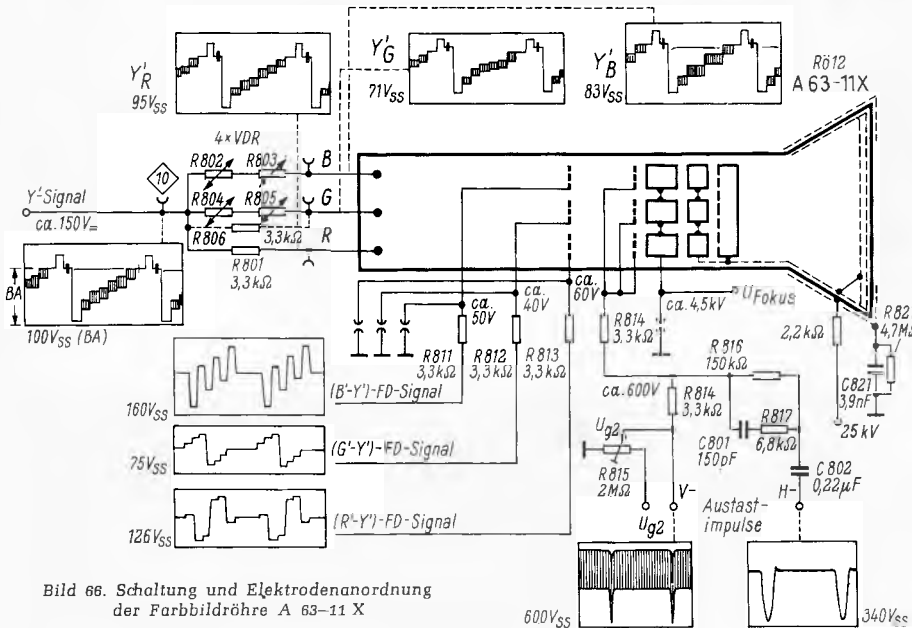 Y'R
95Vss
Y'G
71Vss
Y'B
83Vss
Rö12
A 63-11X
4×VDR
R802
R803
B
10
Y'-Signal
ca.150V=
R804
R805
G
R806
3,3kΩ
R
R801
3,3kΩ
BA
100Vss (BA)
ca. 50V
ca. 40V
ca. 60V
ca. 4,5kV
UFokus
R811
3,3kΩ
R812
3,3kΩ
R813
3,3kΩ
R814
3,3kΩ
2,2kΩ
R82
4,7MΩ
C821
3,9nF
25kV
160Vss
(B'-Y')-FD-Signal
ca.600V
R814
3,3kΩ
R816
150kΩ
R817
6,8kΩ
C801
150pF
C802
0,22µF
75Vss
(G'-Y')-FD-Signal
Ug2
R815
2MΩ
V-
Ug2
H-
Austast-
impulse
126Vss
(R'-Y')-FD-Signal
600Vss
340Vss
Bild 66. Schaltung und Elektrodenanordnung
der Farbbildröhre A 63–11 X